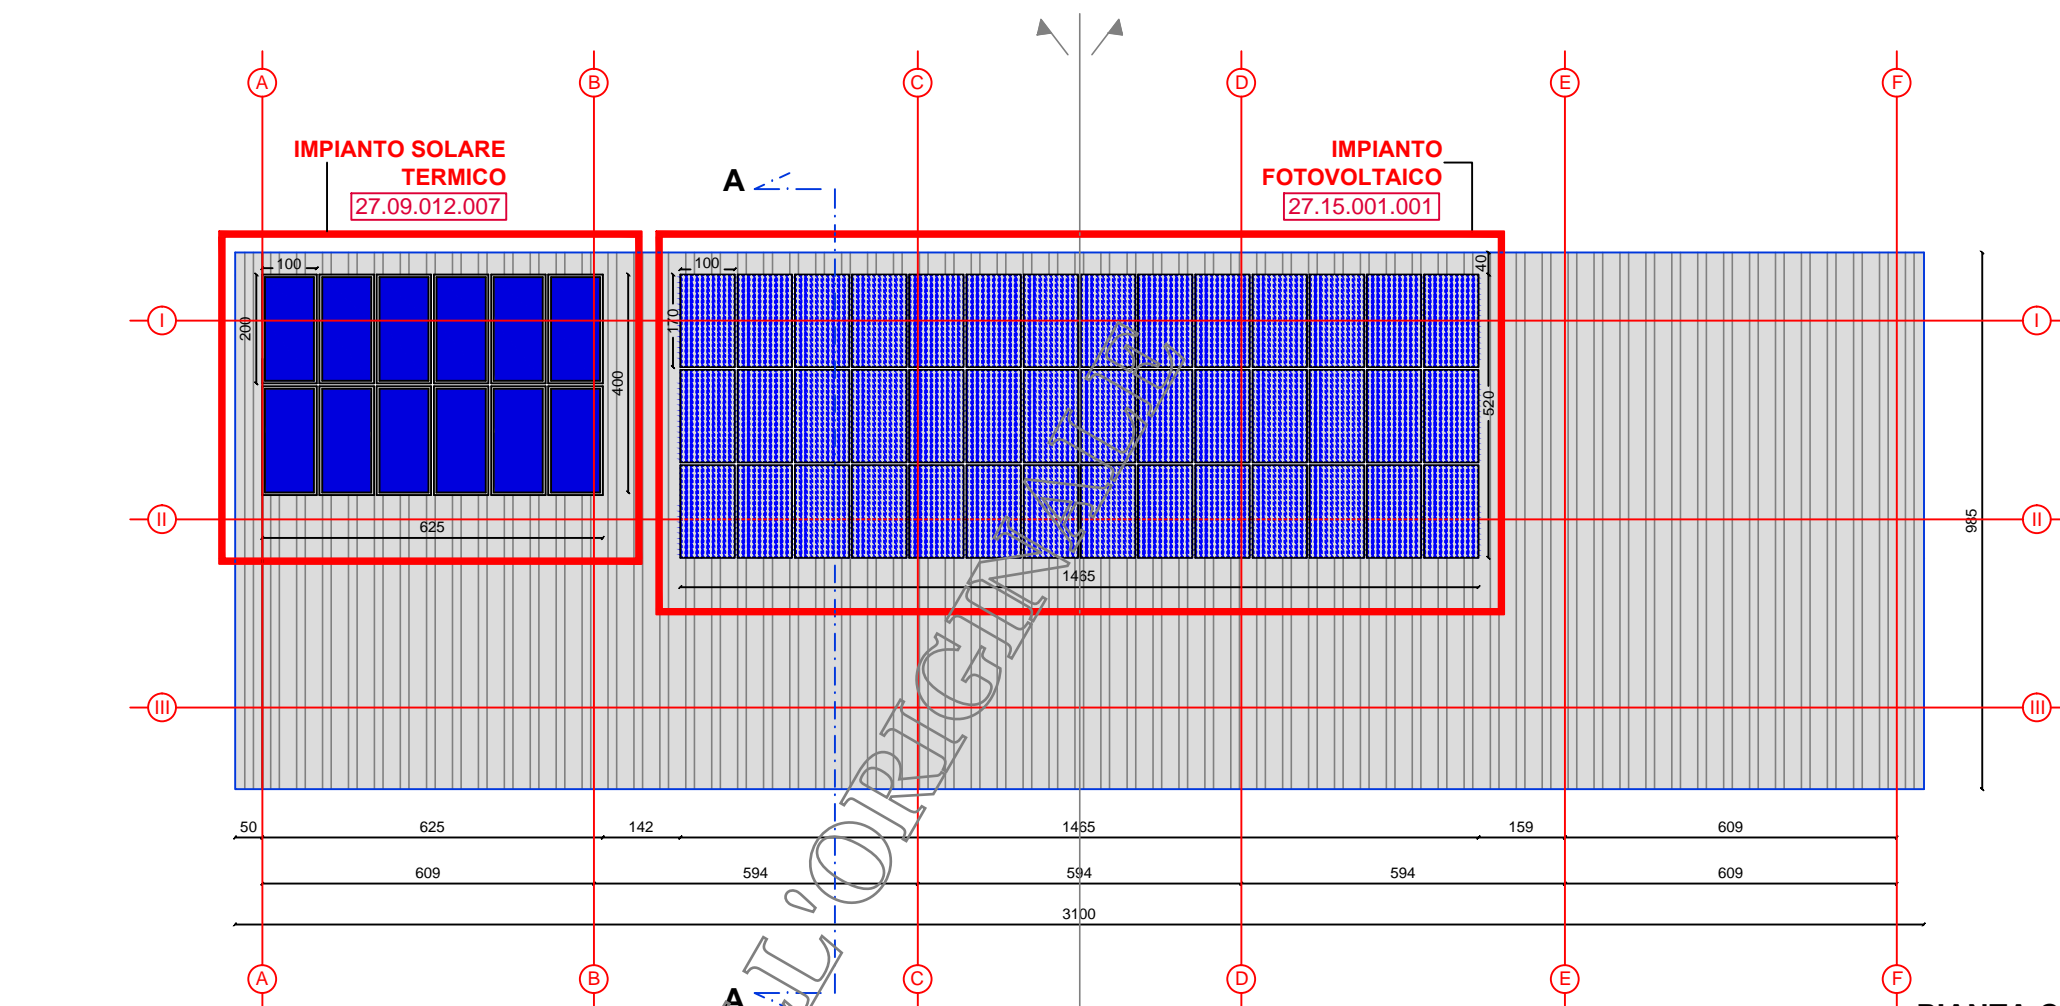 A B C D E F
IMPIANTO SOLARE
TERMICO
27.09.012.007
IMPIANTO
FOTOVOLTAICO
27.15.001.001
A
100
100
40
I
I
200
170
400
520
II
II
625
985
1465
III
III
50 625 142 1465 159 609
609 594 594 594 609
3100
L'ORIGINALE
A B C D E F
A
PIANTA